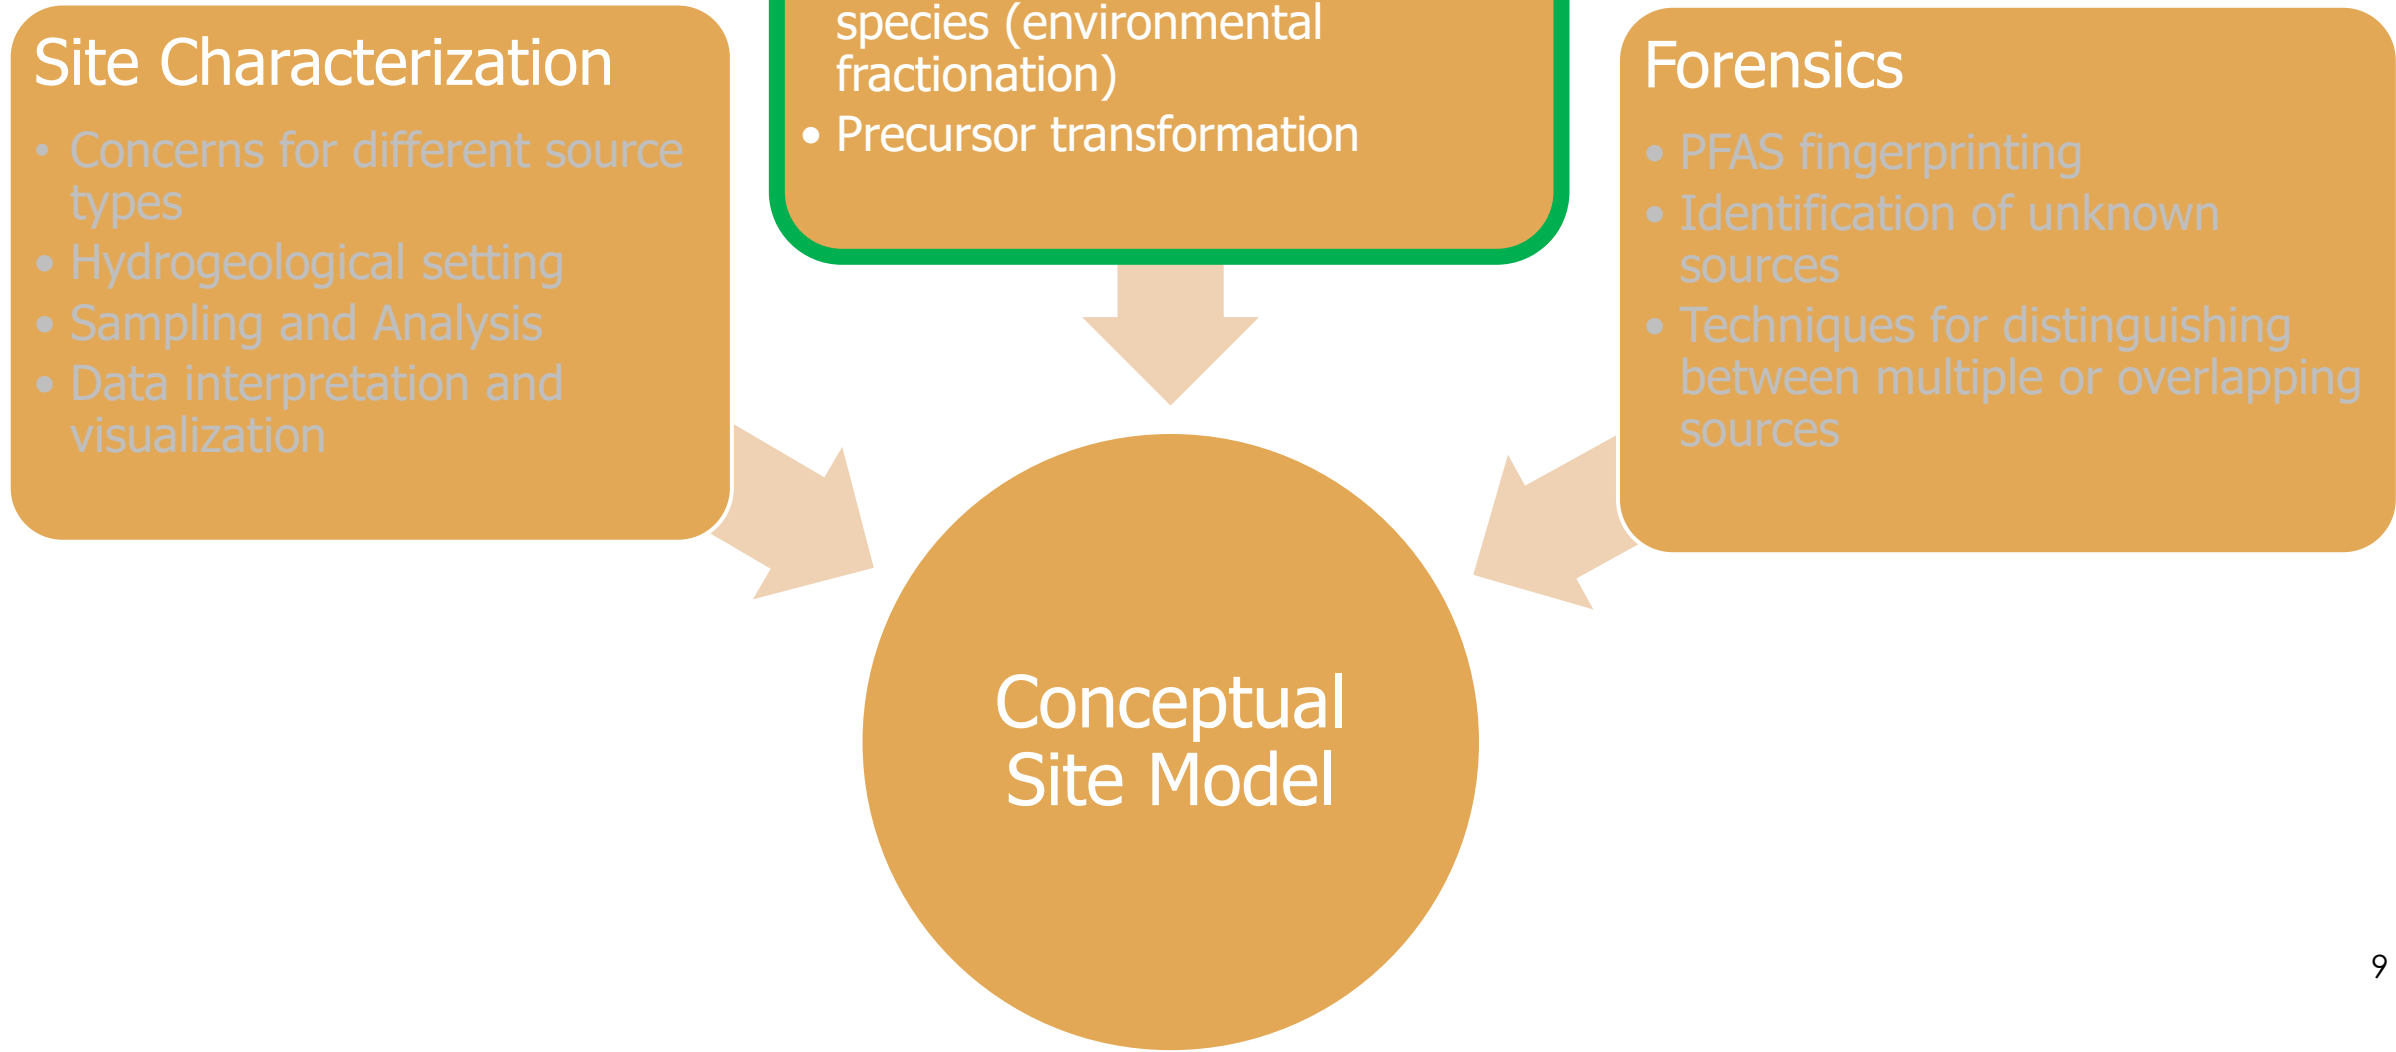 Site Characterization
• Concerns for different source
types
• Hydrogeological setting
• Sampling and Analysis
• Data interpretation and
visualization
species (environmental
fractionation)
• Precursor transformation
Forensics
• PFAS fingerprinting
• Identification of unknown
sources
• Techniques for distinguishing
between multiple or overlapping
sources
Conceptual
Site Model
9